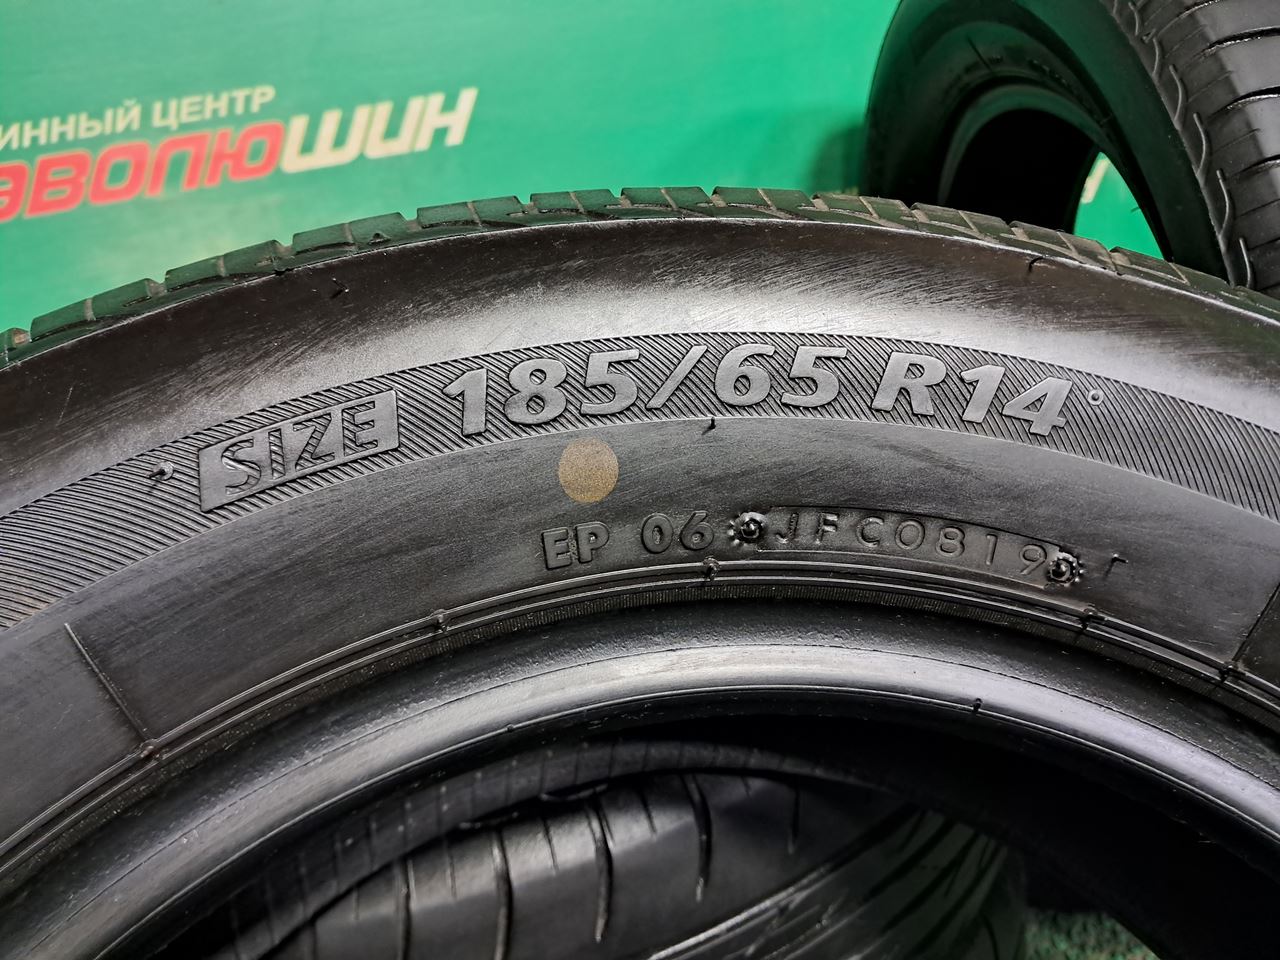 ИННЫЙ ЦЕНТР
ЭВОЛЮШИН
SIZE 185/65 R14
EP 06 JFC0819